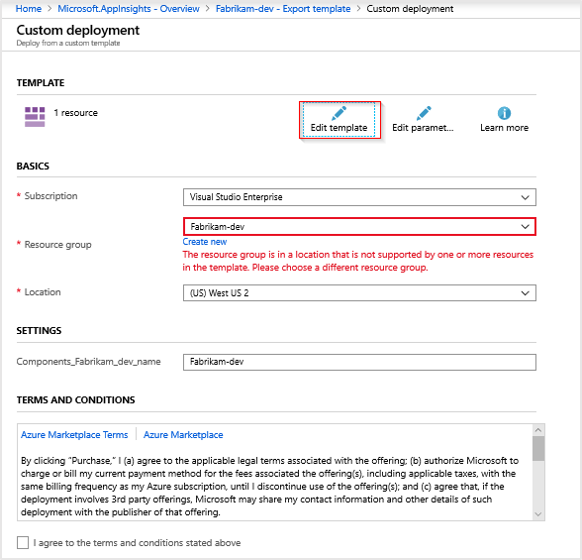 Home > Microsoft.AppInsights - Overview > Fabrikam-dev - Export template > Custom deployment
Custom deployment
Deploy from a custom template
TEMPLATE
1 resource
Edit template
Edit paramet...
Learn more
BASICS
* Subscription
Visual Studio Enterprise
Fabrikam-dev
* Resource group
Create new
The resource group is in a location that is not supported by one or more resources
in the template. Please choose a different resource group.
* Location
(US) West US 2
SETTINGS
Components_Fabrikam_dev_name
Fabrikam-dev
TERMS AND CONDITIONS
Azure Marketplace Terms | Azure Marketplace
By clicking “Purchase,” I (a) agree to the applicable legal terms associated with the offering; (b) authorize Microsoft to
charge or bill my current payment method for the fees associated the offering(s), including applicable taxes, with the
same billing frequency as my Azure subscription, until I discontinue use of the offering(s); and (c) agree that, if the
deployment involves 3rd party offerings, Microsoft may share my contact information and other details of such
deployment with the publisher of that offering.
I agree to the terms and conditions stated above